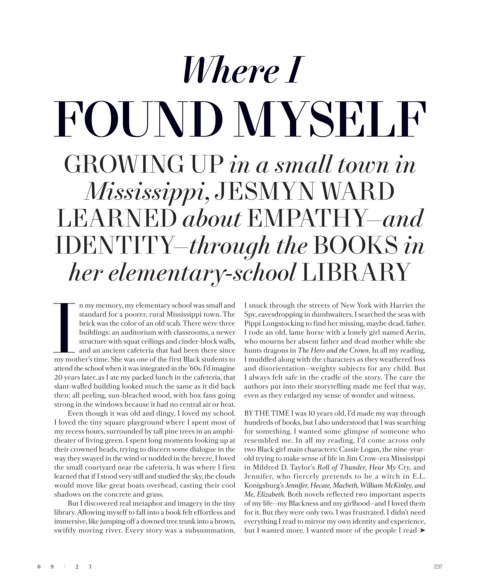 Where I
FOUND MYSELF
GROWING UP in a small town in
Mississippi, JESMYN WARD
LEARNED about EMPATHY—and
IDENTITY—through the BOOKS in
her elementary-school LIBRARY
In my memory, my elementary school was small and
standard for a poorer, rural Mississippi town. The
brick was the color of an old scab. There were three
buildings: an auditorium with classrooms, a newer
structure with squat ceilings and cinder-block walls,
and an ancient cafeteria that had been there since
my mother's time. She was one of the first Black students to
attend the school when it was integrated in the '60s. I'd imagine
20 years later, as I ate my packed lunch in the cafeteria, that
slant-walled building looked much the same as it did back
then: all peeling, sun-bleached wood, with box fans going
strong in the windows because it had no central air or heat.
Even though it was old and dingy, I loved my school.
I loved the tiny square playground where I spent most of
my recess hours, surrounded by tall pine trees in an amphi-
theater of living green. I spent long moments looking up at
their crowned heads, trying to discern some dialogue in the
way they swayed in the wind or nodded in the breeze. I loved
the small courtyard near the cafeteria. It was where I first
learned that if I stood very still and studied the sky, the clouds
would move like great boats overhead, casting their cool
shadows on the concrete and grass.
But I discovered real metaphor and imagery in the tiny
library. Allowing myself to fall into a book felt effortless and
immersive, like jumping off a downed tree trunk into a brown,
swiftly moving river. Every story was a subsummation.
I snuck through the streets of New York with Harriet the
Spy, eavesdropping in dumbwaiters. I searched the seas with
Pippi Longstocking to find her missing, maybe dead, father.
I rode an old, lame horse with a lonely girl named Aerin,
who mourns her absent father and dead mother while she
hunts dragons in The Hero and the Crown. In all my reading,
I muddled along with the characters as they weathered loss
and disorientation—weighty subjects for any child. But
I always felt safe in the cradle of the story. The care the
authors put into their storytelling made me feel that way,
even as they enlarged my sense of wonder and witness.
BY THE TIME I was 10 years old, I'd made my way through
hundreds of books, but I also understood that I was searching
for something. I wanted some glimpse of someone who
resembled me. In all my reading, I'd come across only
two Black girl main characters: Cassie Logan, the nine-year-
old trying to make sense of life in Jim Crow–era Mississippi
in Mildred D. Taylor's Roll of Thunder, Hear My Cry, and
Jennifer, who fiercely pretends to be a witch in E.L.
Konigsburg's Jennifer, Hecate, Macbeth, William McKinley, and
Me, Elizabeth. Both novels reflected two important aspects
of my life—my Blackness and my girlhood—and I loved them
for it. But they were only two. I was frustrated. I didn't need
everything I read to mirror my own identity and experience,
but I wanted more. I wanted more of the people I read ➤
0 9 / 2 3
237